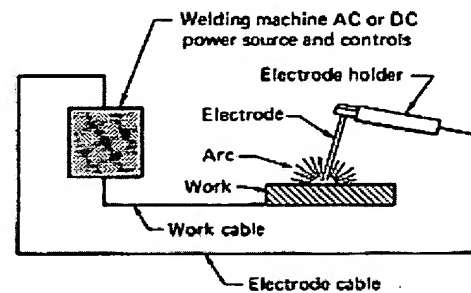 Welding machine AC or DC
power source and controls
Electrode holder
Electrode
Arc
Work
Work cable
Electrode cable